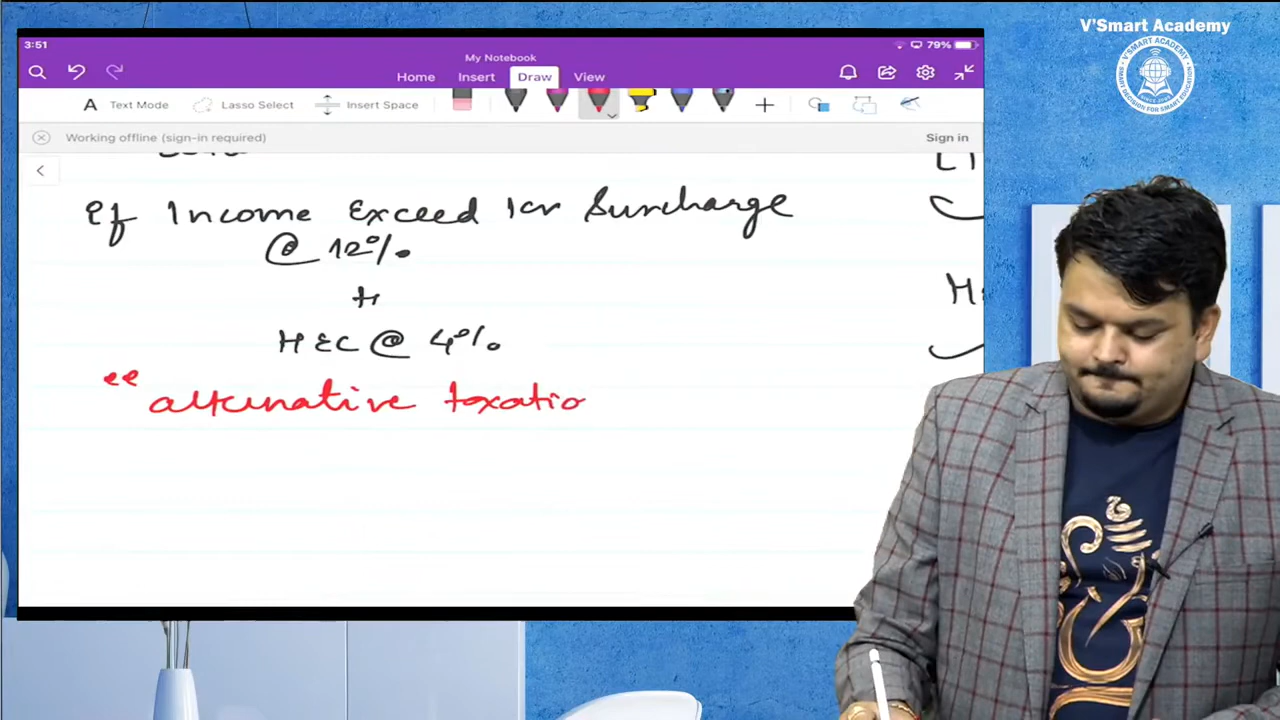 V'Smart Academy
3:51
79%
My Notebook
Home Insert Draw View
A Text Mode Lasso Select Insert Space
Working offline (sign-in required) Sign in
If Income Exceed 1cr Surcharge
@ 12%
+
HEC @ 4%
" alternative taxatio